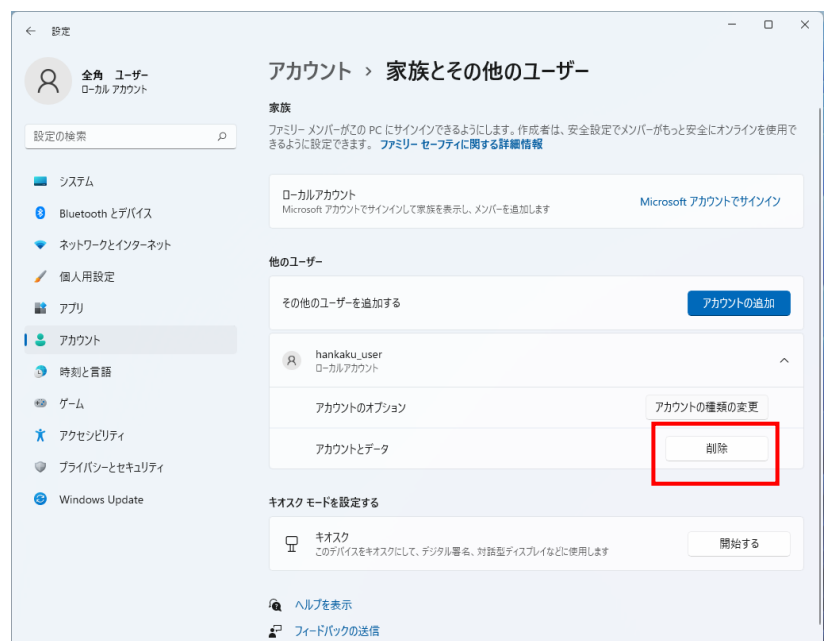 設定
全角 ユーザー
ローカル アカウント
設定の検索
システム
Bluetooth とデバイス
ネットワークとインターネット
個人用設定
アプリ
アカウント
時刻と言語
ゲーム
アクセシビリティ
プライバシーとセキュリティ
Windows Update
アカウント › 家族とその他のユーザー
家族
ファミリー メンバーがこの PC にサインインできるようにします。作成者は、安全設定でメンバーがもっと安全にオンラインを使用で
きるように設定できます。 ファミリー セーフティに関する詳細情報
ローカルアカウント
Microsoft アカウントでサインインして家族を表示し、メンバーを追加します
Microsoft アカウントでサインイン
他のユーザー
その他のユーザーを追加する
アカウントの追加
hankaku_user
ローカルアカウント
アカウントのオプション
アカウントの種類の変更
アカウントとデータ
削除
キオスク モードを設定する
キオスク
このデバイスをキオスクにして、デジタル署名、対話型ディスプレイなどに使用します
開始する
ヘルプを表示
フィードバックの送信